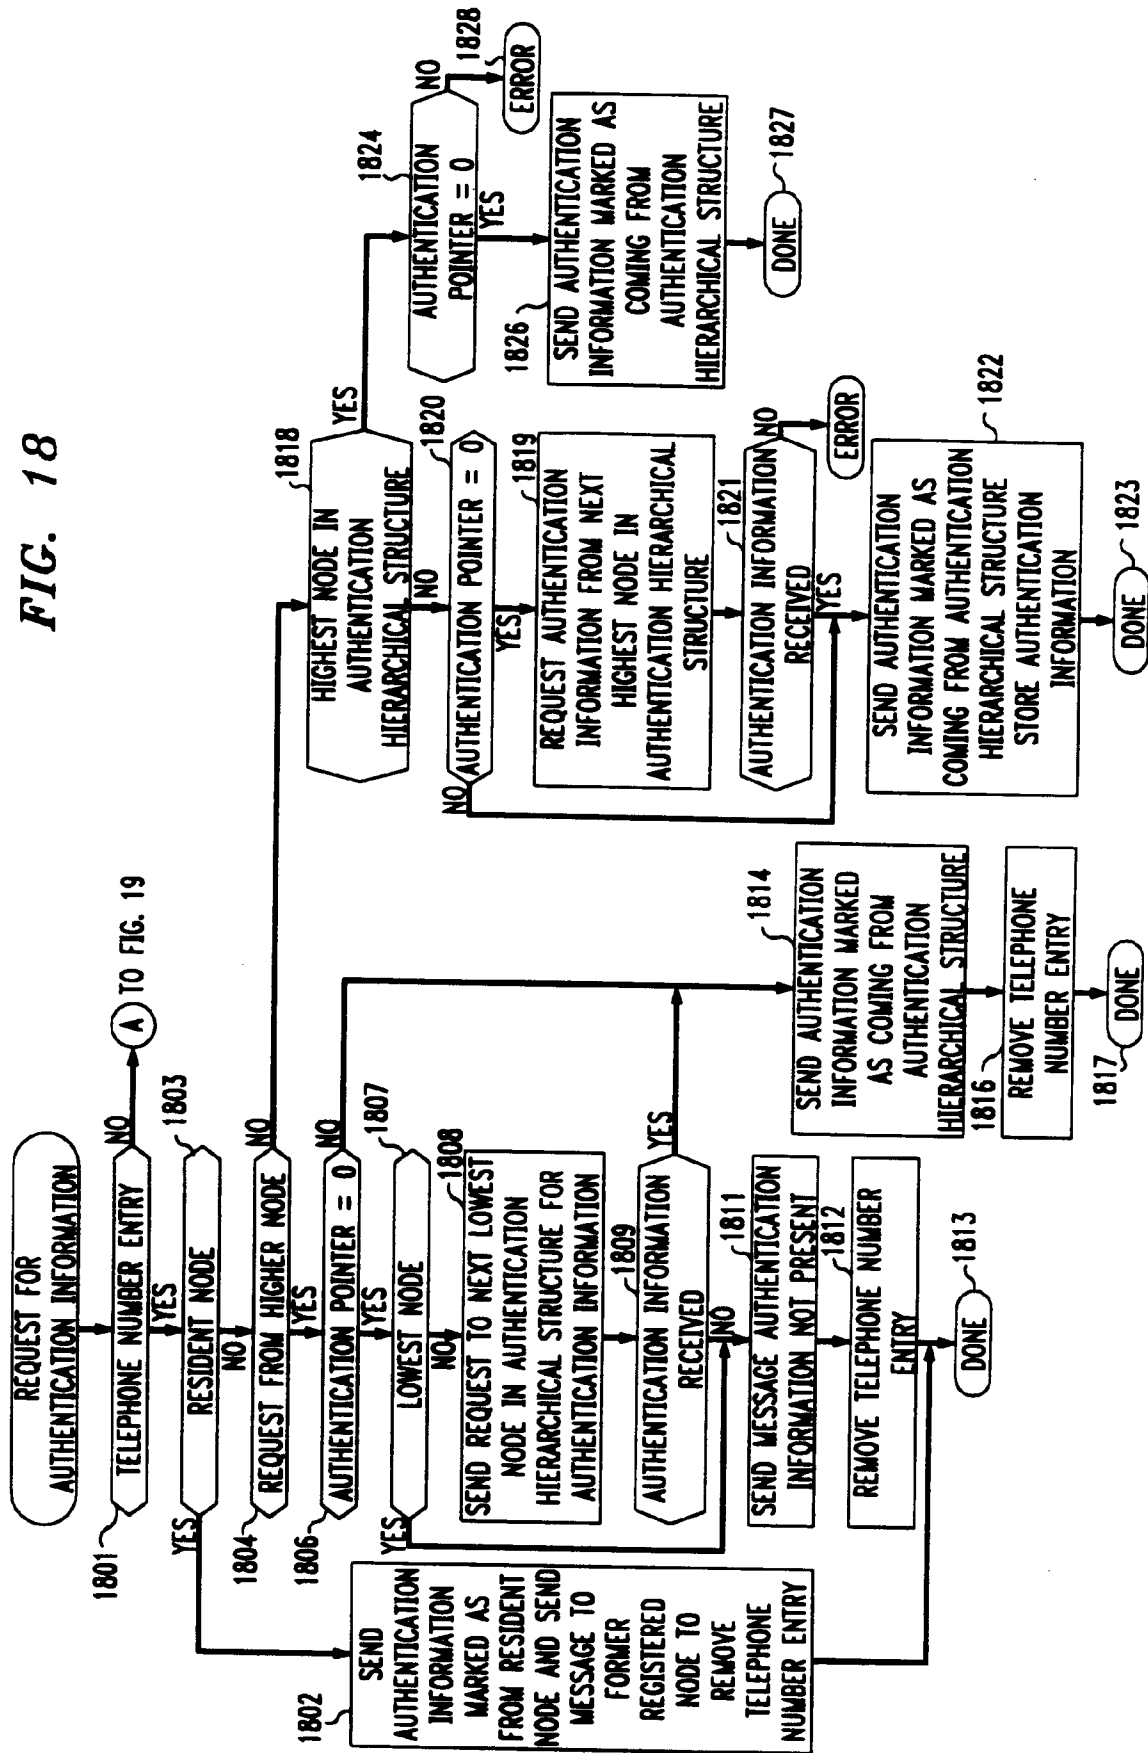 FIG. 18
REQUEST FOR
AUTHENTICATION INFORMATION
1801
TELEPHONE NUMBER ENTRY
NO
A
TO FIG. 19
YES
RESIDENT NODE
1803
YES
NO
1804
REQUEST FROM HIGHER NODE
NO
YES
1806
AUTHENTICATION POINTER = 0
NO
YES
LOWEST NODE
1807
YES
NO
1808
SEND REQUEST TO NEXT LOWEST
NODE IN AUTHENTICATION
HIERARCHICAL STRUCTURE FOR
AUTHENTICATION INFORMATION
1809
AUTHENTICATION INFORMATION
RECEIVED
YES
NO
1811
SEND MESSAGE AUTHENTICATION
INFORMATION NOT PRESENT
1812
REMOVE TELEPHONE NUMBER
ENTRY
DONE
1813
1802
SEND
AUTHENTICATION
INFORMATION
MARKED AS
FROM RESIDENT
NODE AND SEND
MESSAGE TO
FORMER
REGISTERED
NODE TO
REMOVE
TELEPHONE
NUMBER ENTRY
1814
SEND AUTHENTICATION
INFORMATION MARKED
AS COMING FROM
AUTHENTICATION
HIERARCHICAL STRUCTURE
1816
REMOVE TELEPHONE
NUMBER ENTRY
1817
DONE
1818
HIGHEST NODE IN
AUTHENTICATION
HIERARCHICAL STRUCTURE
YES
NO
1820
AUTHENTICATION POINTER = 0
NO
YES
1819
REQUEST AUTHENTICATION
INFORMATION FROM NEXT
HIGHEST NODE IN
AUTHENTICATION HIERARCHICAL
STRUCTURE
1821
AUTHENTICATION INFORMATION
RECEIVED
NO
ERROR
YES
1822
SEND AUTHENTICATION
INFORMATION MARKED AS
COMING FROM AUTHENTICATION
HIERARCHICAL STRUCTURE
STORE AUTHENTICATION
INFORMATION
DONE
1823
1824
AUTHENTICATION
POINTER = 0
NO
1828
ERROR
YES
1826
SEND AUTHENTICATION
INFORMATION MARKED AS
COMING FROM
AUTHENTICATION
HIERARCHICAL STRUCTURE
DONE
1827